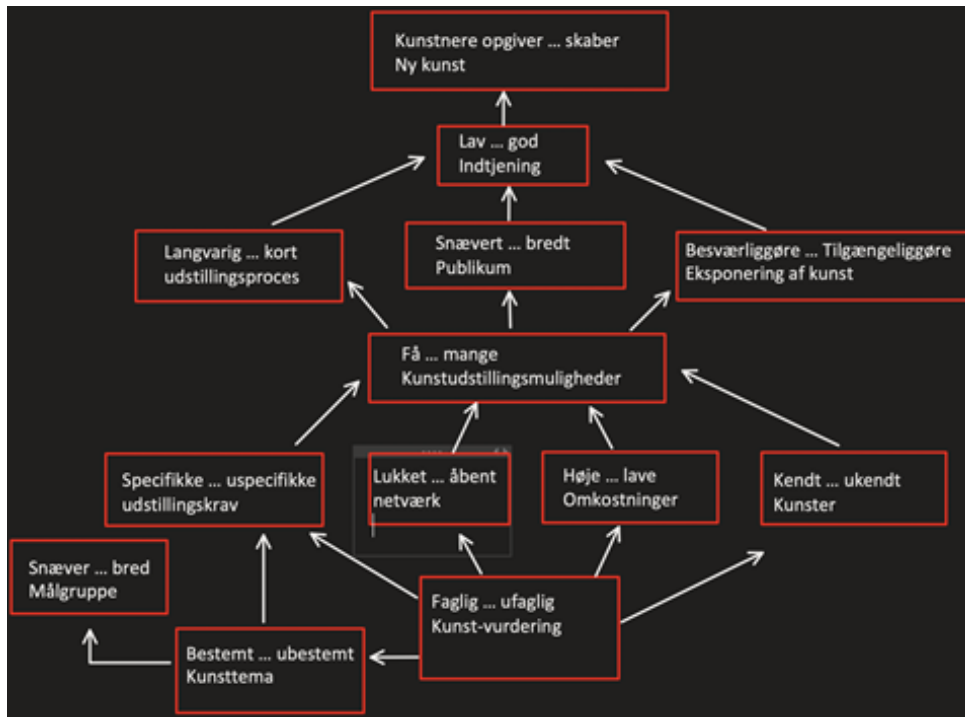 Kunstnere opgiver … skaber
Ny kunst
Lav … god
Indtjening
Langvarig … kort
udstillingsproces
Snævert … bredt
Publikum
Besværliggøre … Tilgængeliggøre
Eksponering af kunst
Få … mange
Kunstudstillingsmuligheder
Specifikke … uspecifikke
udstillingskrav
Lukket … åbent
netværk
Høje … lave
Omkostninger
Kendt … ukendt
Kunster
Snæver … bred
Målgruppe
Faglig … ufaglig
Kunst-vurdering
Bestemt … ubestemt
Kunsttema